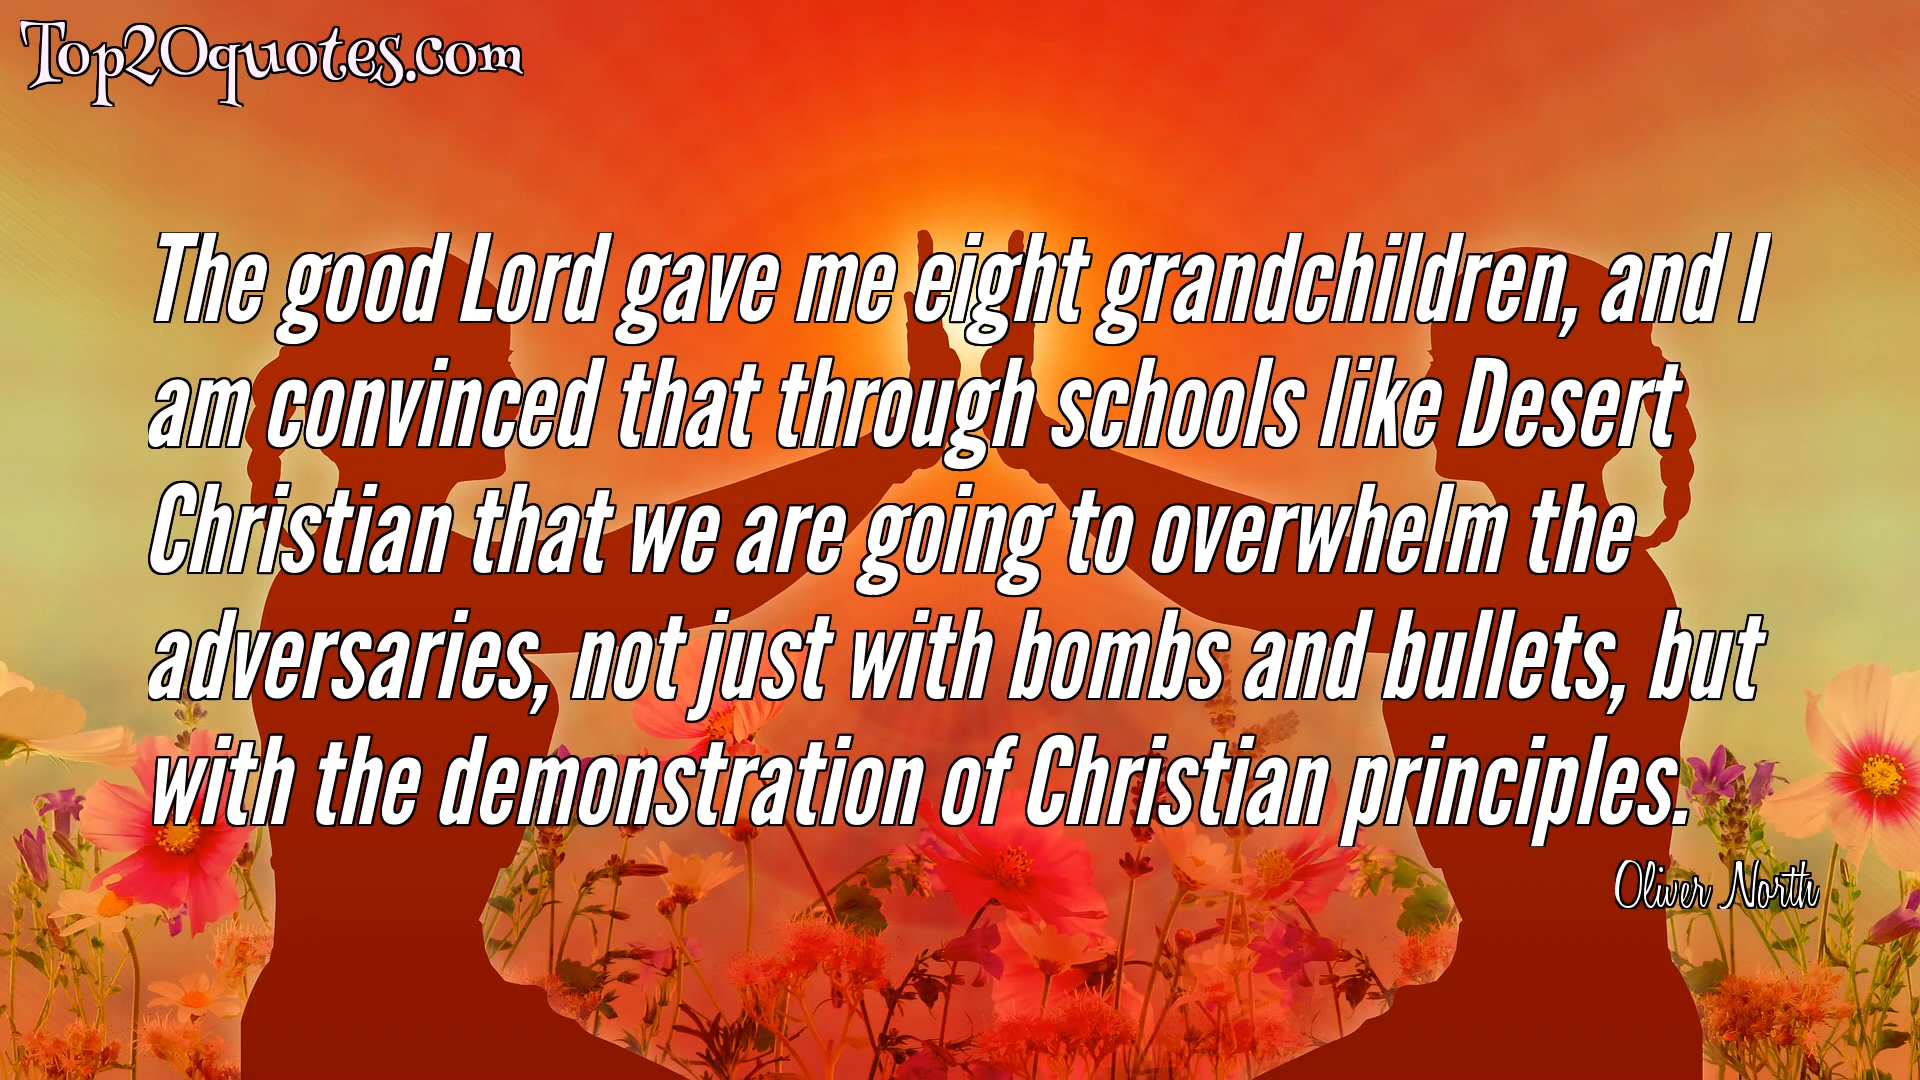 Top20quotes.com
The good Lord gave me eight grandchildren, and I
am convinced that through schools like Desert
Christian that we are going to overwhelm the
adversaries, not just with bombs and bullets, but
with the demonstration of Christian principles.
Oliver North